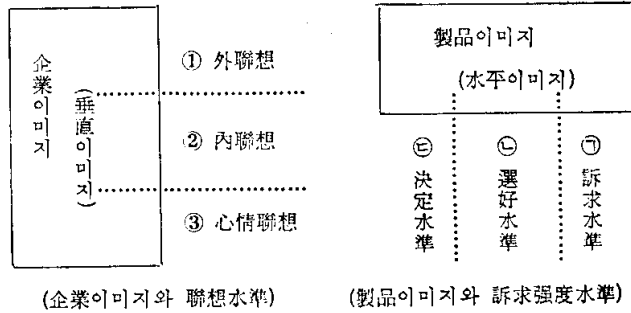 企業이미지
(垂直이미지)
① 外聯想
② 內聯想
③ 心情聯想
(企業이미지와 聯想水準)
製品이미지
(水平이미지)
㉠ 訴求水準
㉡ 選好水準
㉢ 決定水準
(製品이미지와 訴求强度水準)